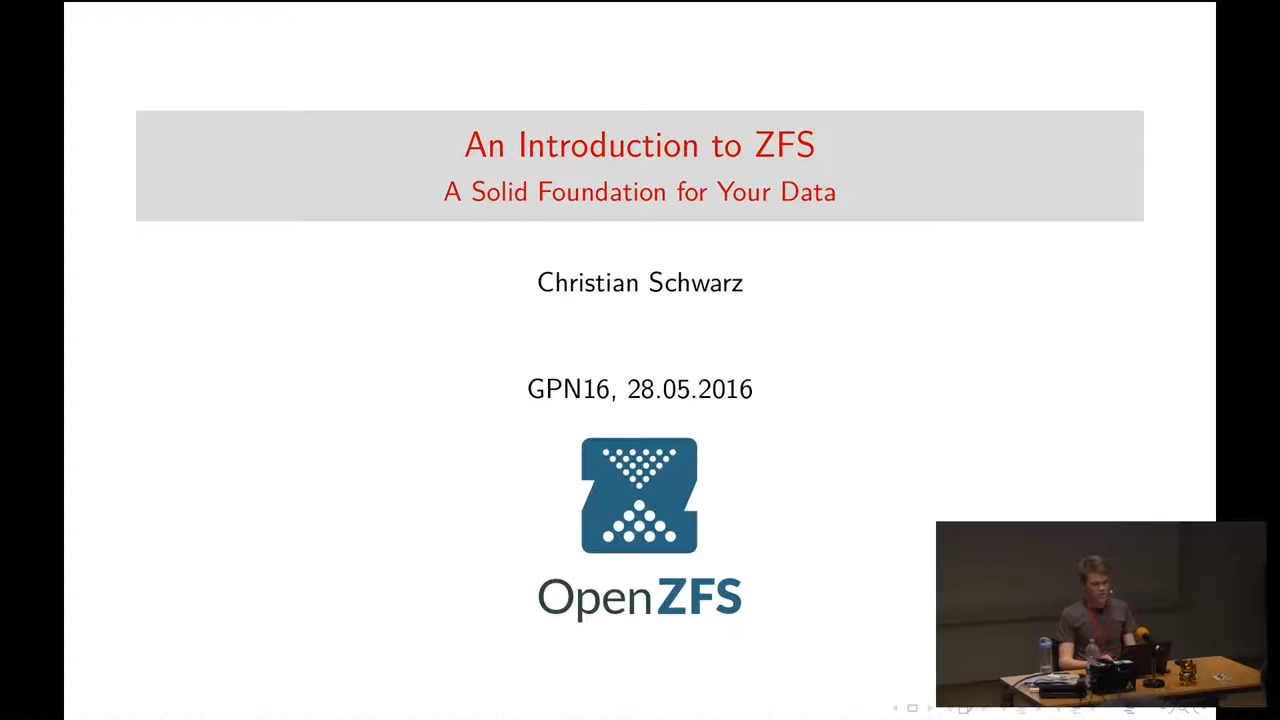 An Introduction to ZFS
A Solid Foundation for Your Data
Christian Schwarz
GPN16, 28.05.2016
OpenZFS